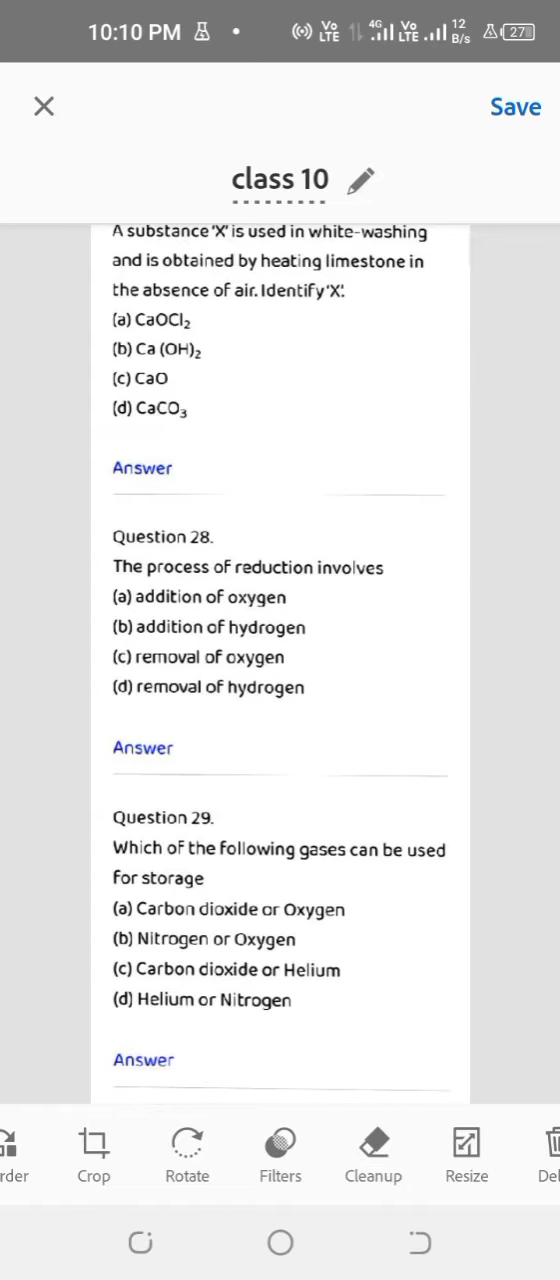 10:10 PM
Vo LTE 4G Vo LTE 12 B/s 27
Save
class 10
A substance 'X' is used in white-washing
and is obtained by heating limestone in
the absence of air. Identify 'X'.
(a) CaOCl₂
(b) Ca (OH)₂
(c) CaO
(d) CaCO₃
Answer
Question 28.
The process of reduction involves
(a) addition of oxygen
(b) addition of hydrogen
(c) removal of oxygen
(d) removal of hydrogen
Answer
Question 29.
Which of the following gases can be used
for storage
(a) Carbon dioxide or Oxygen
(b) Nitrogen or Oxygen
(c) Carbon dioxide or Helium
(d) Helium or Nitrogen
Answer
rder Crop Rotate Filters Cleanup Resize Del